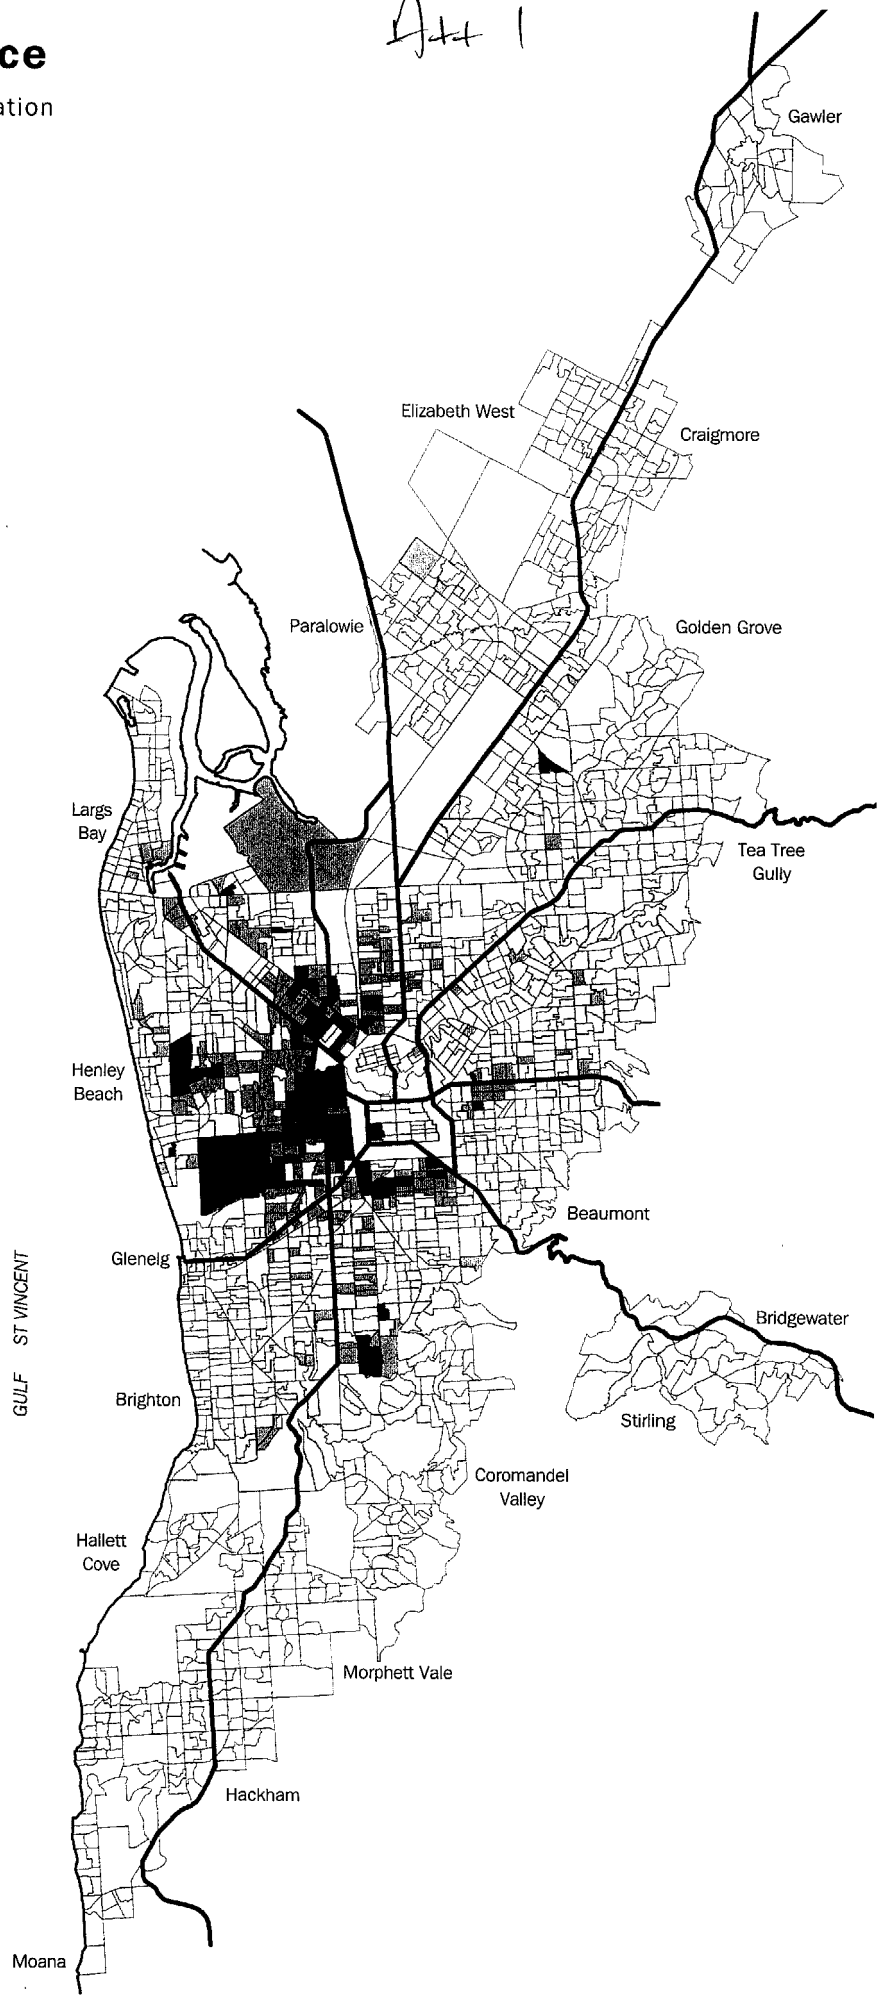 Att 1
ce
ation
Gawler
Elizabeth West
Craigmore
Paralowie
Golden Grove
Largs
Bay
Tea Tree
Gully
Henley
Beach
Beaumont
Glenelg
GULF ST VINCENT
Bridgewater
Brighton
Stirling
Coromandel
Valley
Hallett
Cove
Morphett Vale
Hackham
Moana